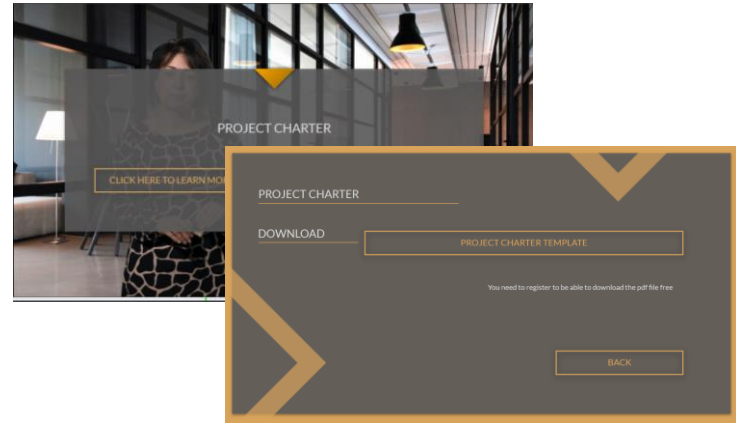 PROJECT CHARTER
CLICK HERE TO LEARN
PROJECT CHARTER
DOWNLOAD
PROJECT CHARTER TEMPLATE
You need to register to be able to download the pdf file free
BACK